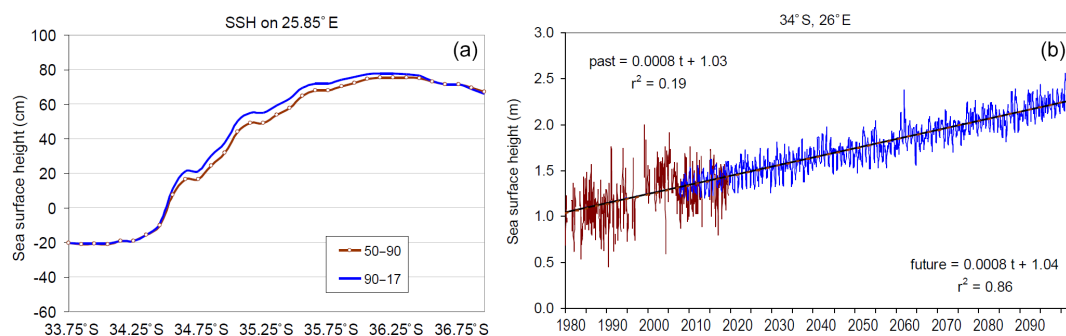 SSH on 25.85°E
(a)
Sea surface height (cm)
100
80
60
40
20
0
-20
-40
-60
50–90
90–17
33.75°S 34.25°S 34.75°S 35.25°S 35.75°S 36.25°S 36.75°S
34°S, 26°E
(b)
Sea surface height (m)
3.0
2.5
2.0
1.5
1.0
0.5
0.0
past = 0.0008 t + 1.03
r² = 0.19
future = 0.0008 t + 1.04
r² = 0.86
1980 1990 2000 2010 2020 2030 2040 2050 2060 2070 2080 2090